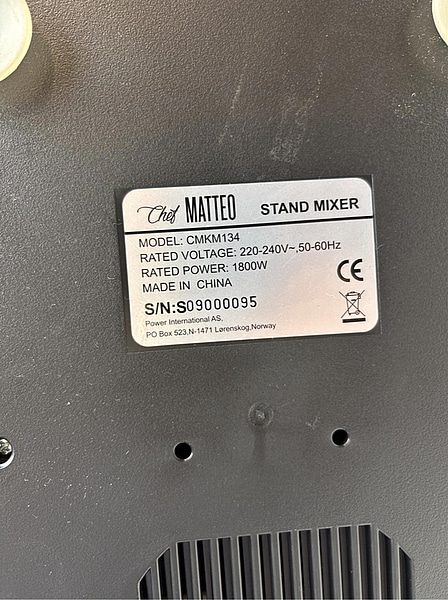 Chef MATTEO STAND MIXER
MODEL: CMKM134
RATED VOLTAGE: 220-240V~,50-60Hz
RATED POWER: 1800W
MADE IN CHINA
CE
S/N:S09000095
Power International AS,
PO Box 523,N-1471 Lørenskog,Norway